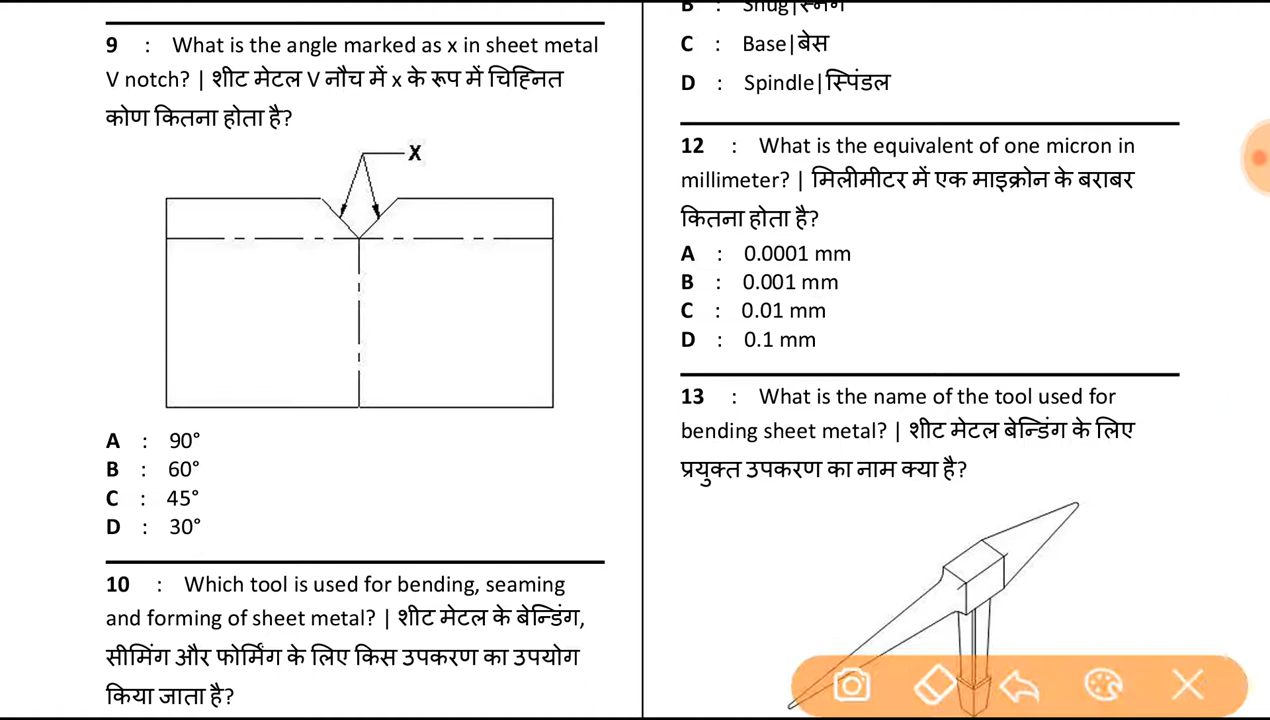 9 : What is the angle marked as x in sheet metal
V notch? | शीट मेटल V नौच में x के रूप में चिह्नित
कोण कितना होता है?
X
A : 90°
B : 60°
C : 45°
D : 30°
10 : Which tool is used for bending, seaming
and forming of sheet metal? | शीट मेटल के बेन्डिंग,
सीमिंग और फोर्मिंग के लिए किस उपकरण का उपयोग
किया जाता है?
B : Snug|स्नग
C : Base|बेस
D : Spindle|स्पिंडल
12 : What is the equivalent of one micron in
millimeter? | मिलीमीटर में एक माइक्रोन के बराबर
कितना होता है?
A : 0.0001 mm
B : 0.001 mm
C : 0.01 mm
D : 0.1 mm
13 : What is the name of the tool used for
bending sheet metal? | शीट मेटल बेन्डिंग के लिए
प्रयुक्त उपकरण का नाम क्या है?